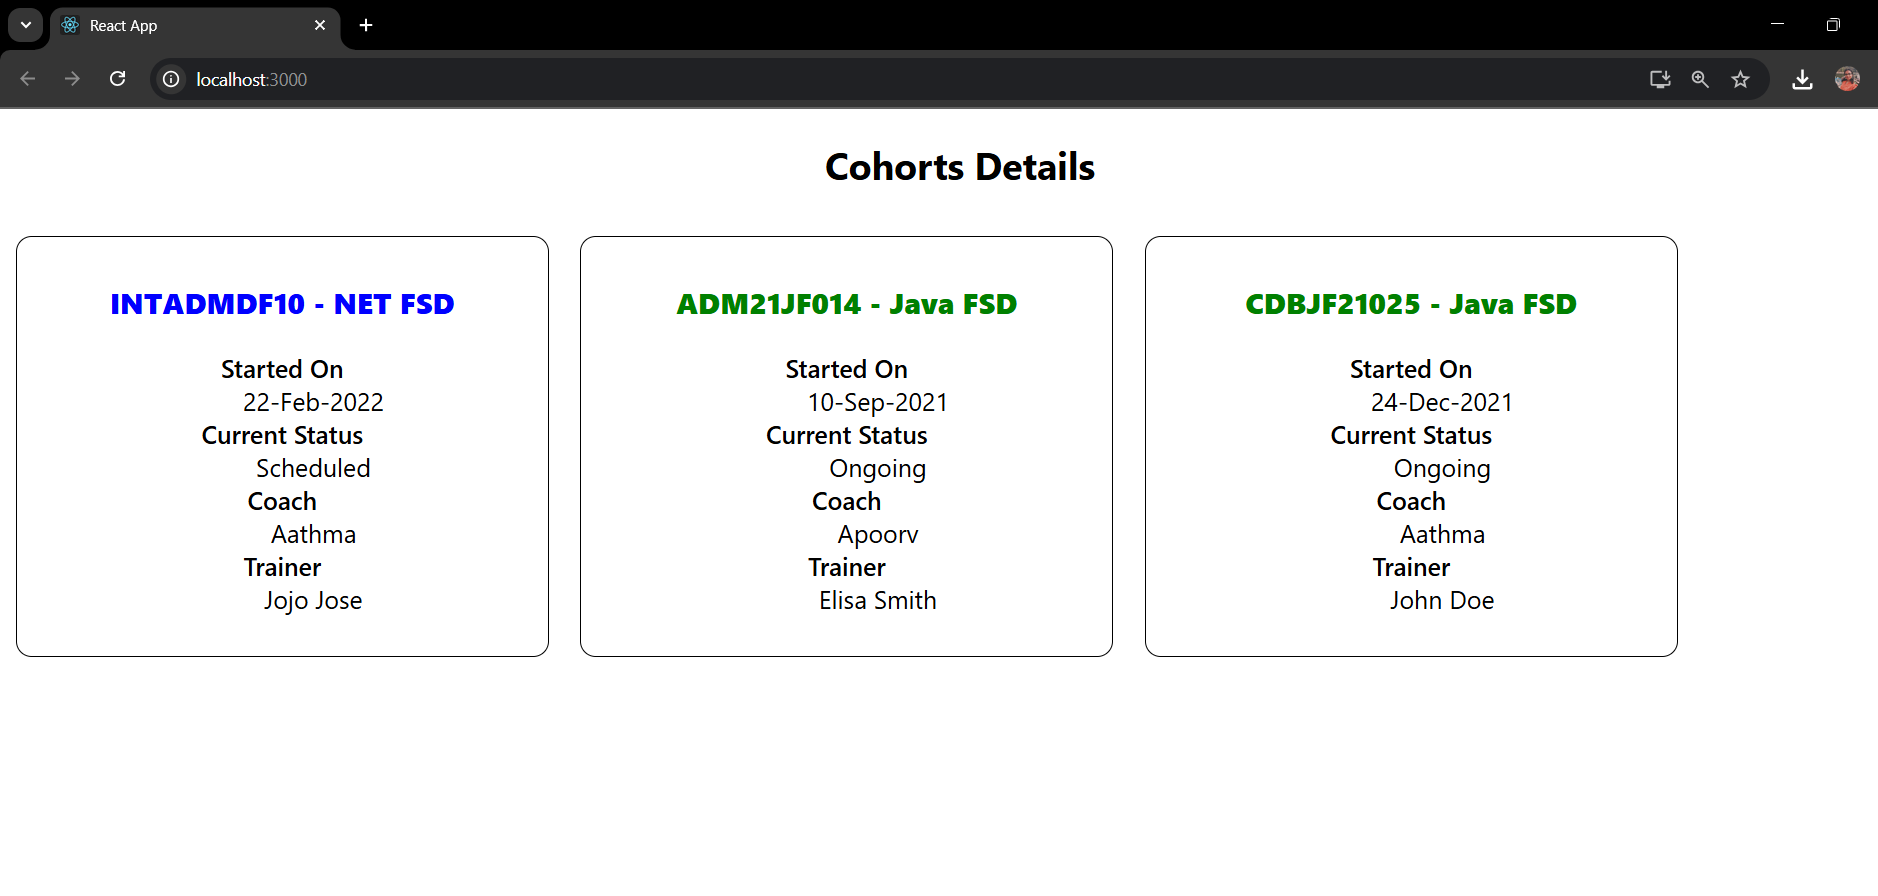 React App
localhost:3000
Cohorts Details
INTADMDF10 - NET FSD
Started On
22-Feb-2022
Current Status
Scheduled
Coach
Aathma
Trainer
Jojo Jose
ADM21JF014 - Java FSD
Started On
10-Sep-2021
Current Status
Ongoing
Coach
Apoorv
Trainer
Elisa Smith
CDBJF21025 - Java FSD
Started On
24-Dec-2021
Current Status
Ongoing
Coach
Aathma
Trainer
John Doe